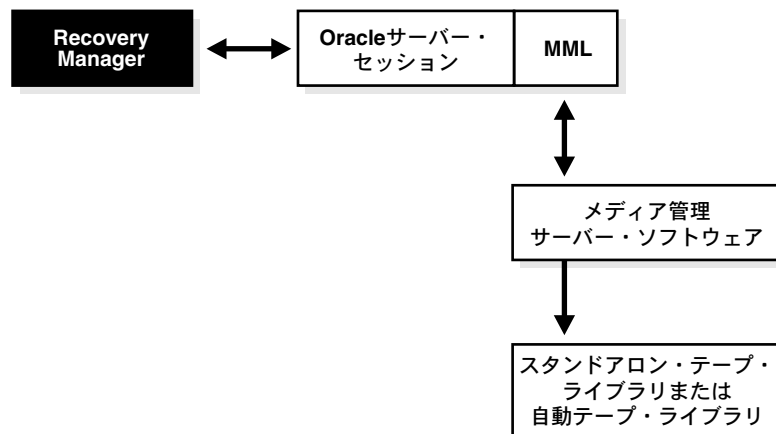 Recovery
Manager
Oracleサーバー・
セッション
MML
メディア管理
サーバー・ソフトウェア
スタンドアロン・テープ・
ライブラリまたは
自動テープ・ライブラリ